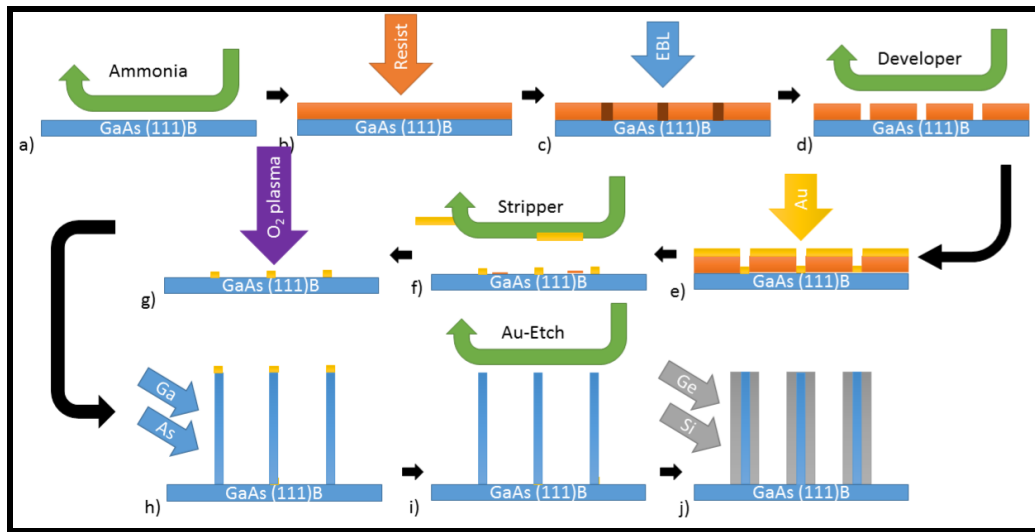 Ammonia
GaAs (111)B
a)
Resist
GaAs (111)B
b)
EBL
GaAs (111)B
c)
Developer
GaAs (111)B
d)
Au
GaAs (111)B
e)
Stripper
GaAs (111)B
f)
O₂ plasma
GaAs (111)B
g)
Ga
As
GaAs (111)B
h)
Au-Etch
GaAs (111)B
i)
Ge
Si
GaAs (111)B
j)